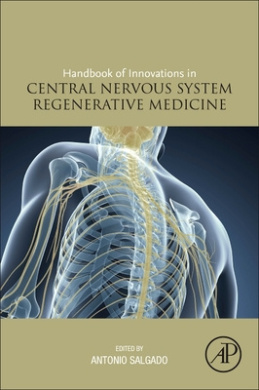 Handbook of Innovations in
CENTRAL NERVOUS SYSTEM
REGENERATIVE MEDICINE
EDITED BY
ANTONIO SALGADO